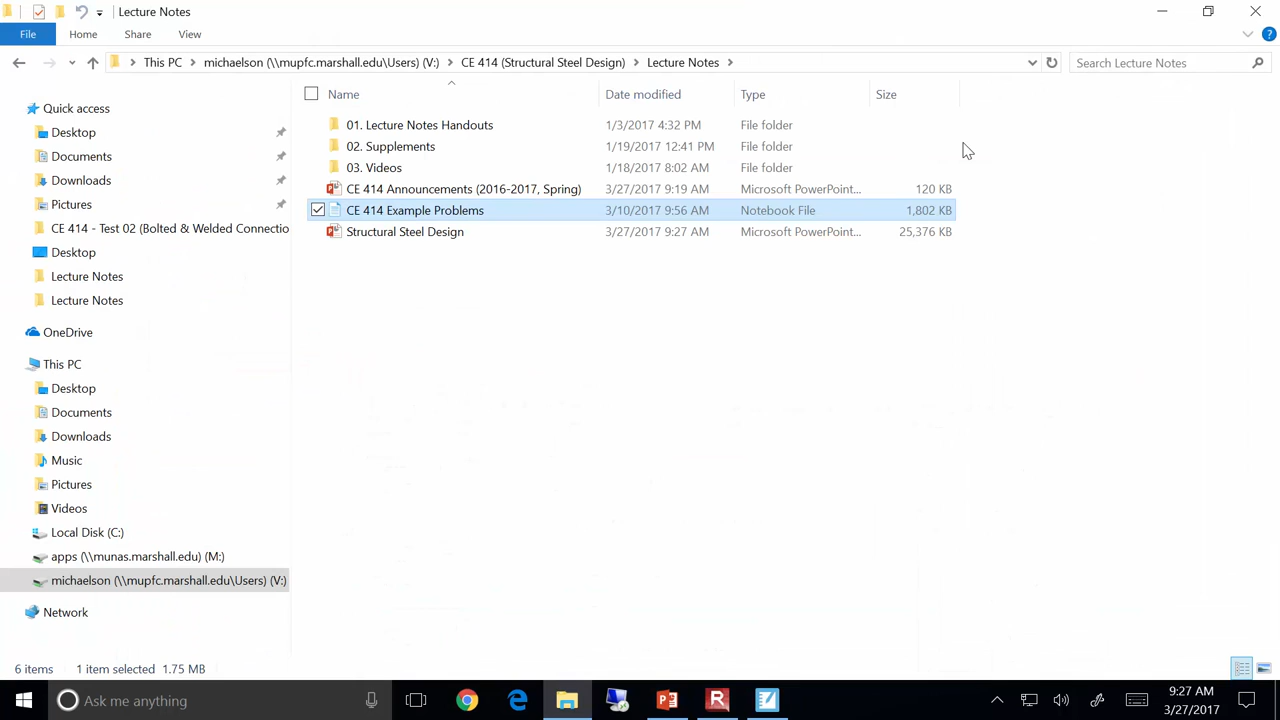 Lecture Notes
File Home Share View
This PC michaelson (\\mupfc.marshall.edu\Users) (V:) CE 414 (Structural Steel Design) Lecture Notes
Search Lecture Notes
Name Date modified Type Size
01. Lecture Notes Handouts 1/3/2017 4:32 PM File folder
02. Supplements 1/19/2017 12:41 PM File folder
03. Videos 1/18/2017 8:02 AM File folder
CE 414 Announcements (2016-2017, Spring) 3/27/2017 9:19 AM Microsoft PowerPoint... 120 KB
CE 414 Example Problems 3/10/2017 9:56 AM Notebook File 1,802 KB
Structural Steel Design 3/27/2017 9:27 AM Microsoft PowerPoint... 25,376 KB
Quick access
Desktop
Documents
Downloads
Pictures
CE 414 - Test 02 (Bolted & Welded Connectio
Desktop
Lecture Notes
Lecture Notes
OneDrive
This PC
Desktop
Documents
Downloads
Music
Pictures
Videos
Local Disk (C:)
apps (\\munas.marshall.edu) (M:)
michaelson (\\mupfc.marshall.edu\Users) (V:)
Network
6 items 1 item selected 1.75 MB
Ask me anything
9:27 AM
3/27/2017